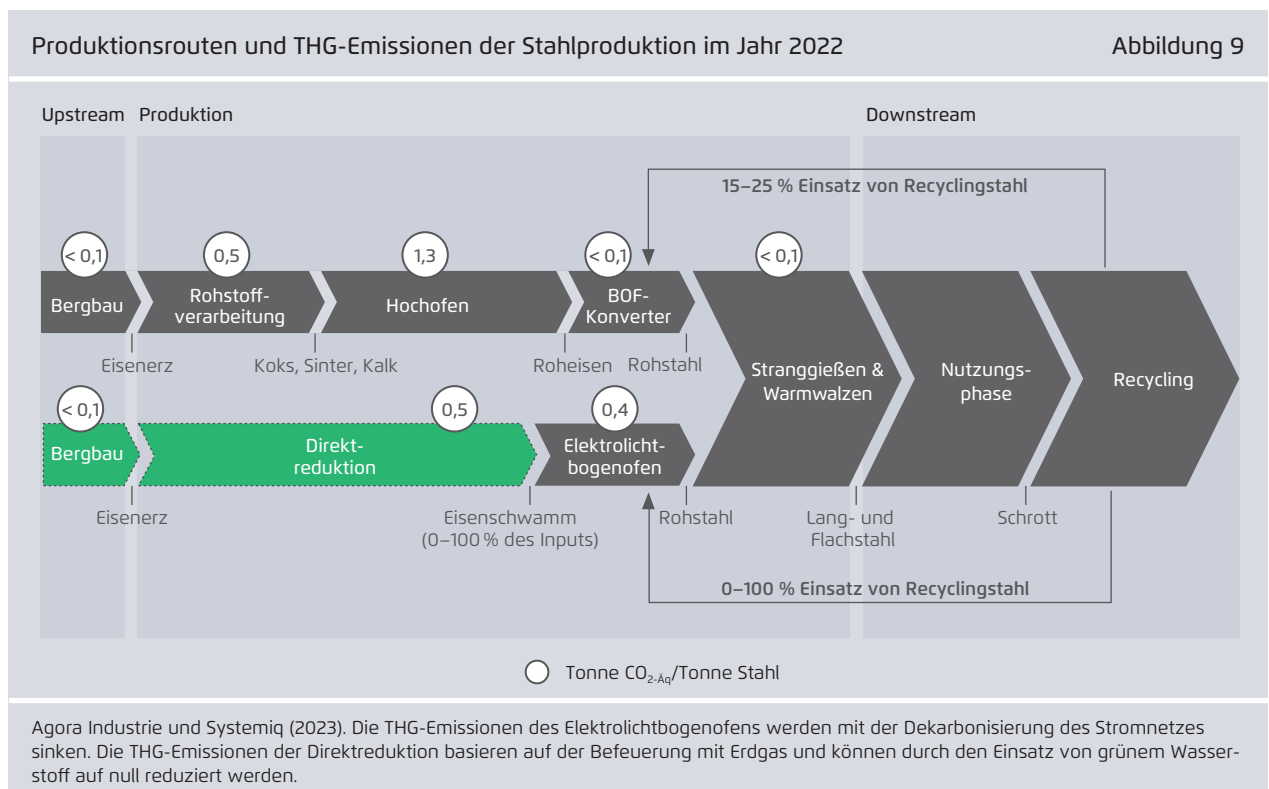 Produktionsrouten und THG-Emissionen der Stahlproduktion im Jahr 2022
Abbildung 9
Upstream
Produktion
Downstream
15–25 % Einsatz von Recyclingstahl
< 0,1
0,5
1,3
< 0,1
< 0,1
Bergbau
Rohstoff-
verarbeitung
Hochofen
BOF-
Konverter
Eisenerz
Koks, Sinter, Kalk
Roheisen
Rohstahl
Stranggießen &
Warmwalzen
Nutzungs-
phase
Recycling
< 0,1
0,5
0,4
Bergbau
Direkt-
reduktion
Elektrolicht-
bogenofen
Eisenerz
Eisenschwamm
(0–100 % des Inputs)
Rohstahl
Lang- und
Flachstahl
Schrott
0–100 % Einsatz von Recyclingstahl
Tonne CO2-Äq/Tonne Stahl
Agora Industrie und Systemiq (2023). Die THG-Emissionen des Elektrolichtbogenofens werden mit der Dekarbonisierung des Stromnetzes
sinken. Die THG-Emissionen der Direktreduktion basieren auf der Befeuerung mit Erdgas und können durch den Einsatz von grünem Wasser-
stoff auf null reduziert werden.